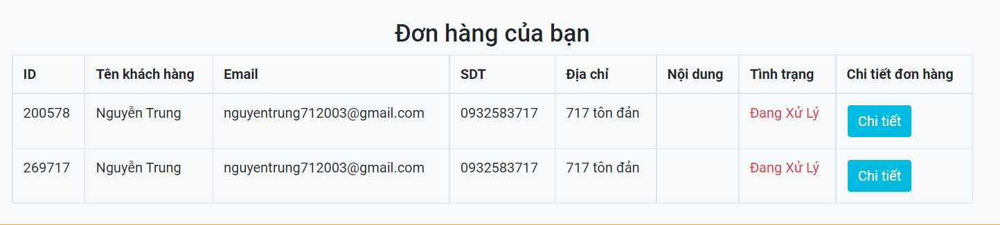 Đơn hàng của bạn
ID Tên khách hàng Email SDT Địa chỉ Nội dung Tình trạng Chi tiết đơn hàng
200578 Nguyễn Trung nguyentrung712003@gmail.com 0932583717 717 tôn đản Đang Xử Lý Chi tiết
269717 Nguyễn Trung nguyentrung712003@gmail.com 0932583717 717 tôn đản Đang Xử Lý Chi tiết